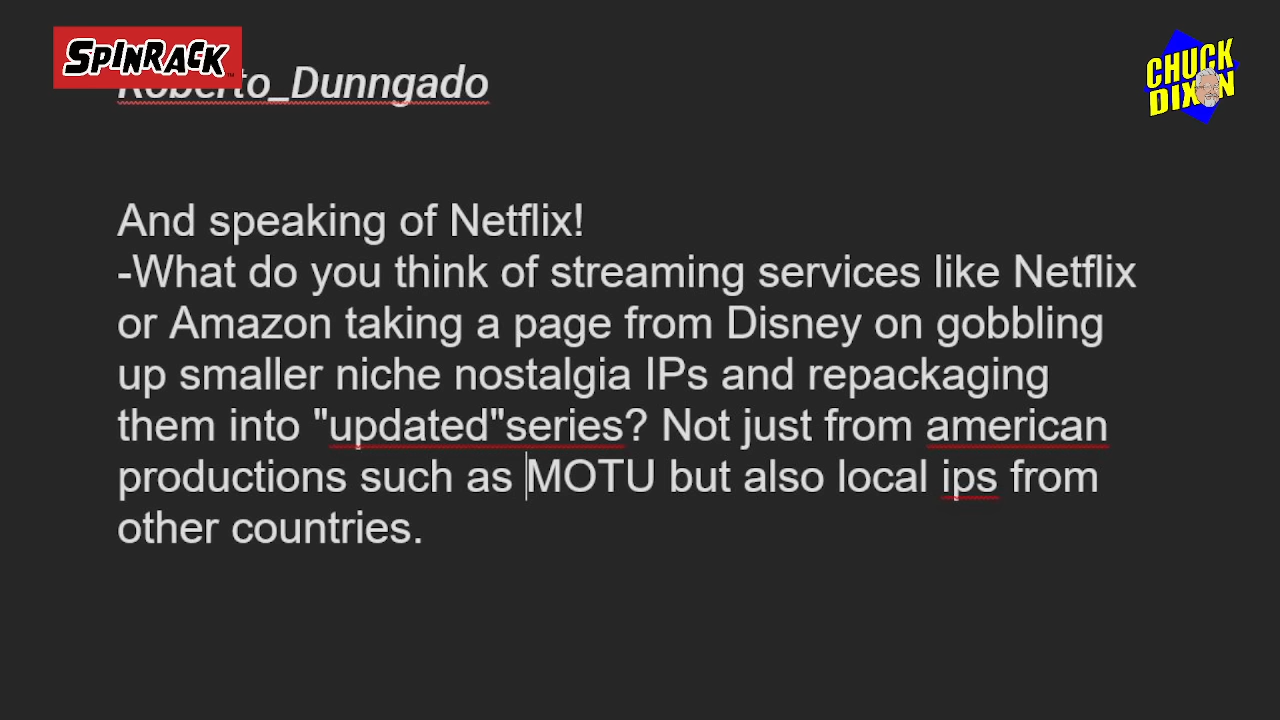 SPINRACK™
CHUCK
DIXON
Roberto_Dunngado
And speaking of Netflix!
-What do you think of streaming services like Netflix
or Amazon taking a page from Disney on gobbling
up smaller niche nostalgia IPs and repackaging
them into "updated"series? Not just from american
productions such as MOTU but also local ips from
other countries.